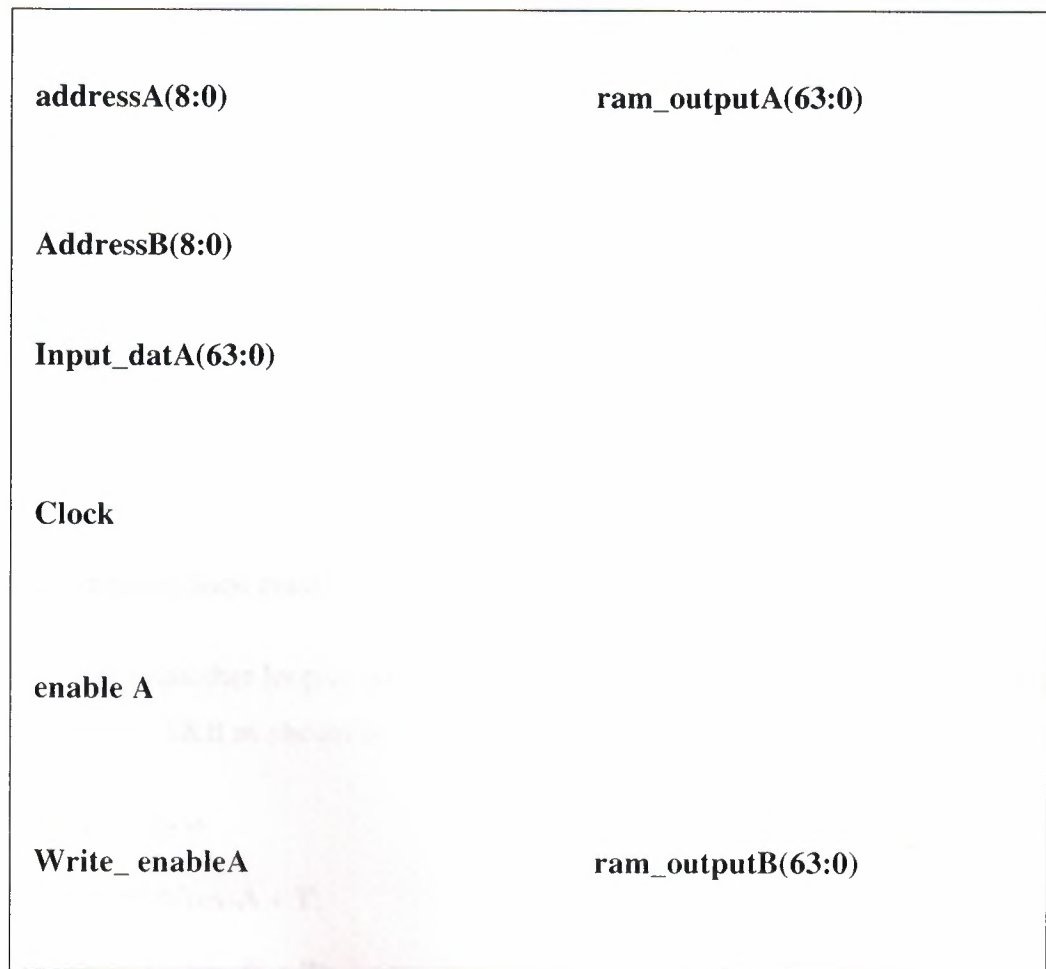 addressA(8:0) ram_outputA(63:0)
AddressB(8:0)
Input_datA(63:0)
Clock
enable A
Write_ enableA ram_outputB(63:0)